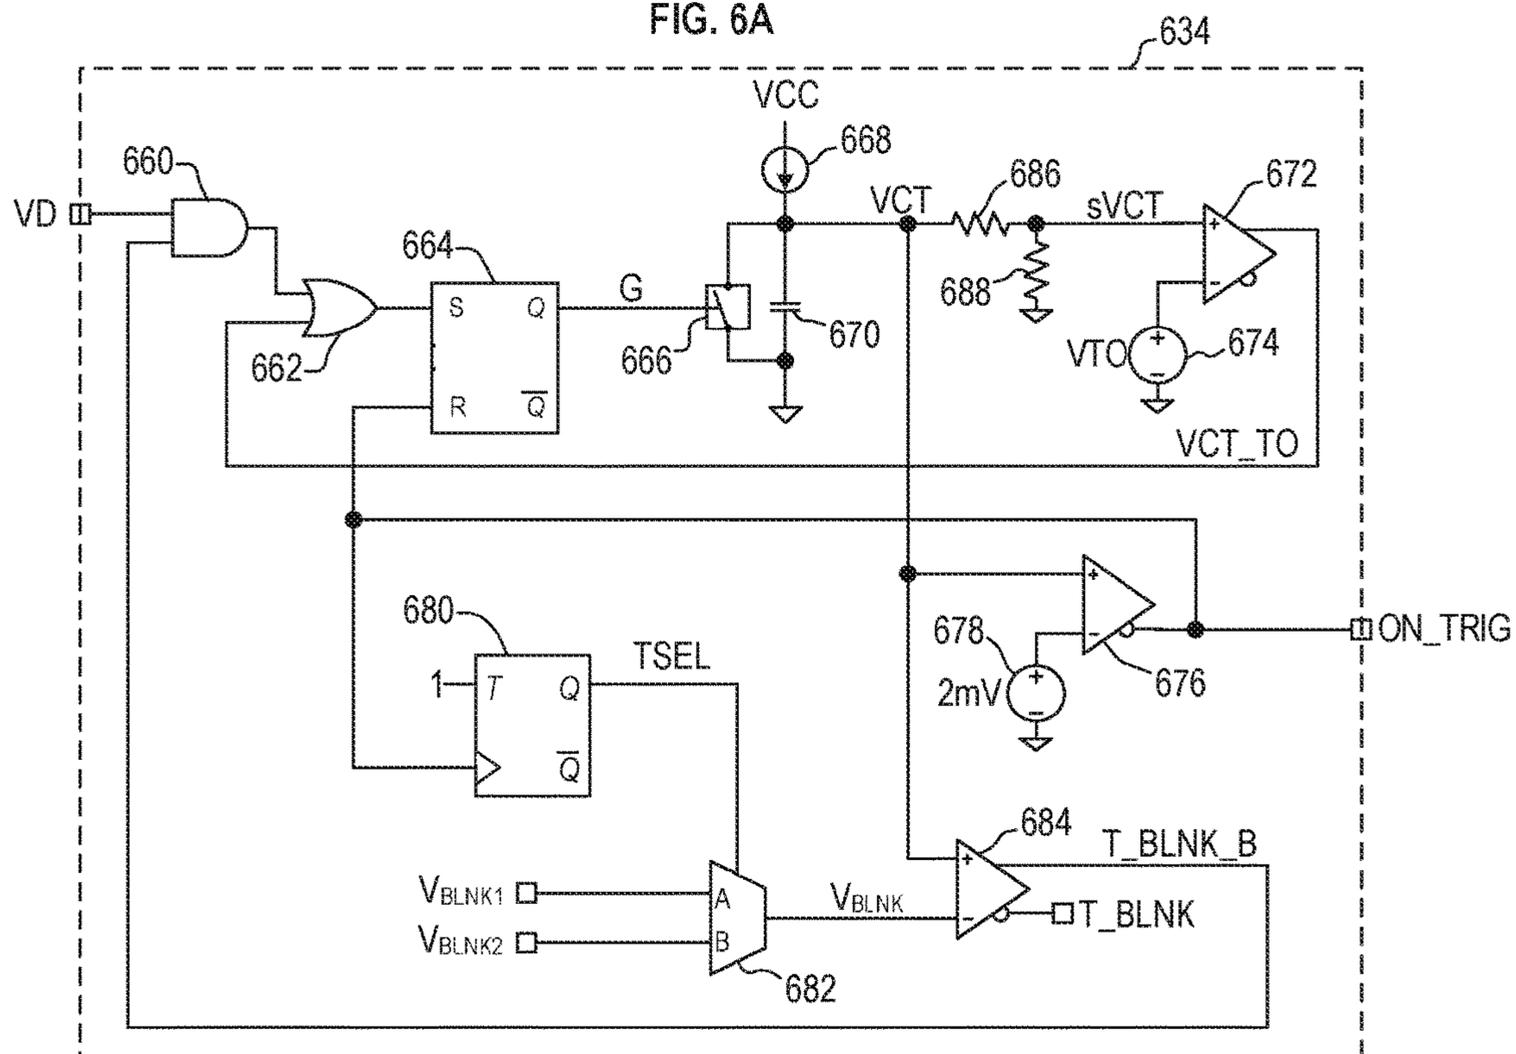 FIG. 6A
634
VCC
660
668
VCT
686
sVCT
672
VD
664
G
688
S
Q
662
666
670
VTO
674
R
Q
VCT_TO
+
-
680
TSEL
678
ON_TRIG
1
T
Q
2mV
676
Q
684
T_BLNK_B
VBLNK1
A
VBLNK
T_BLNK
VBLNK2
B
682